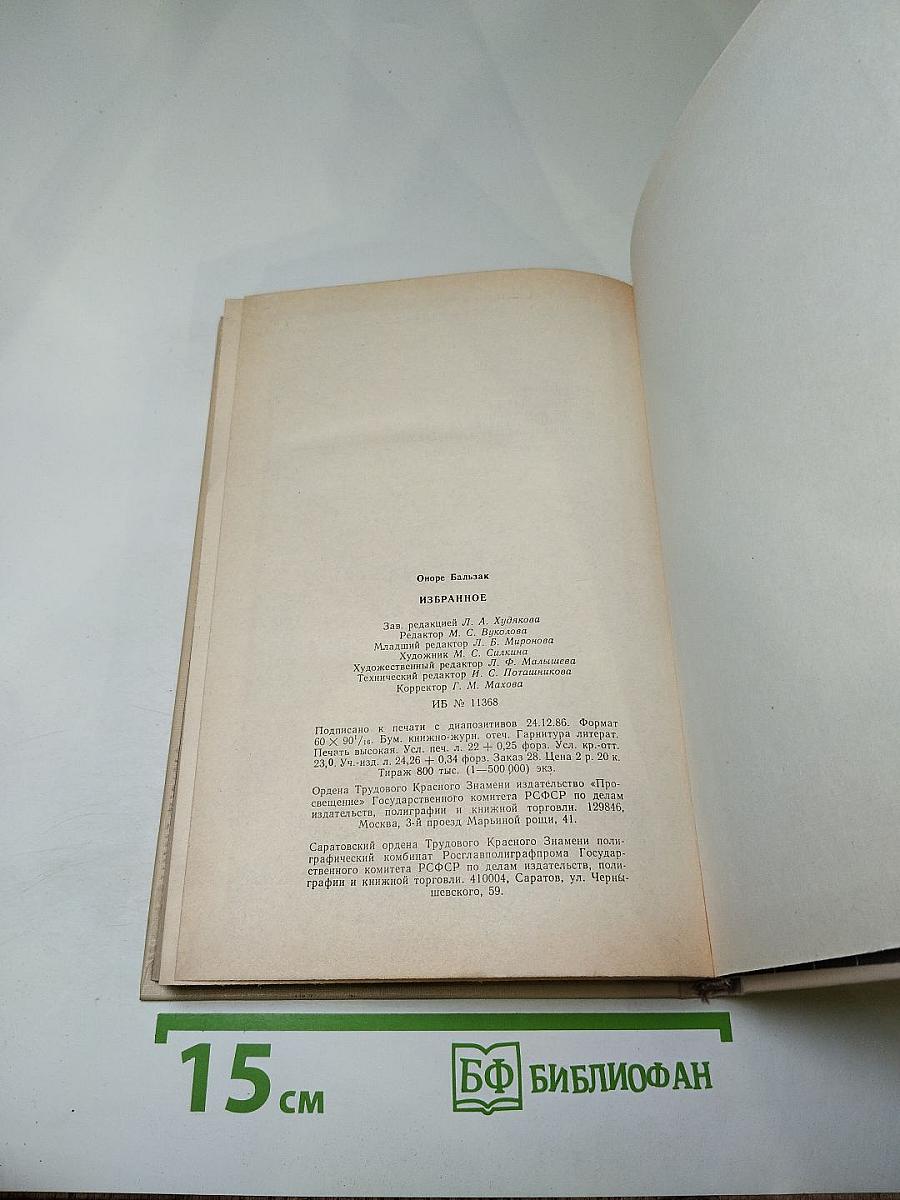 Оноре Бальзак
ИЗБРАННОЕ
Зав. редакцией Л. А. Худякова
Редактор М. С. Вуколова
Младший редактор Л. Б. Миронова
Художник М. С. Силкина
Художественный редактор Л. Ф. Малышева
Технический редактор И. С. Поташникова
Корректор Г. М. Махова
ИБ № 11368
Подписано к печати с диапозитивов 24.12.86. Формат
60 × 90¹/₁₆. Бум. книжно-журн. отеч. Гарнитура литерат.
Печать высокая. Усл. печ. л. 22 + 0,25 форз. Усл. кр.-отт.
23,0. Уч.-изд. л. 24,26 + 0,34 форз. Заказ 28. Цена 2 р. 20 к.
Тираж 800 тыс. (1—500 000) экз.
Ордена Трудового Красного Знамени издательство «Про-
свещение» Государственного комитета РСФСР по делам
издательств, полиграфии и книжной торговли. 129846,
Москва, 3-й проезд Марьиной рощи, 41.
Саратовский ордена Трудового Красного Знамени поли-
графический комбинат Росглавполиграфпрома Государ-
ственного комитета РСФСР по делам издательств, поли-
графии и книжной торговли. 410004, Саратов, ул. Черны-
шевского, 59.
15 см
БФ БИБЛИОФАН